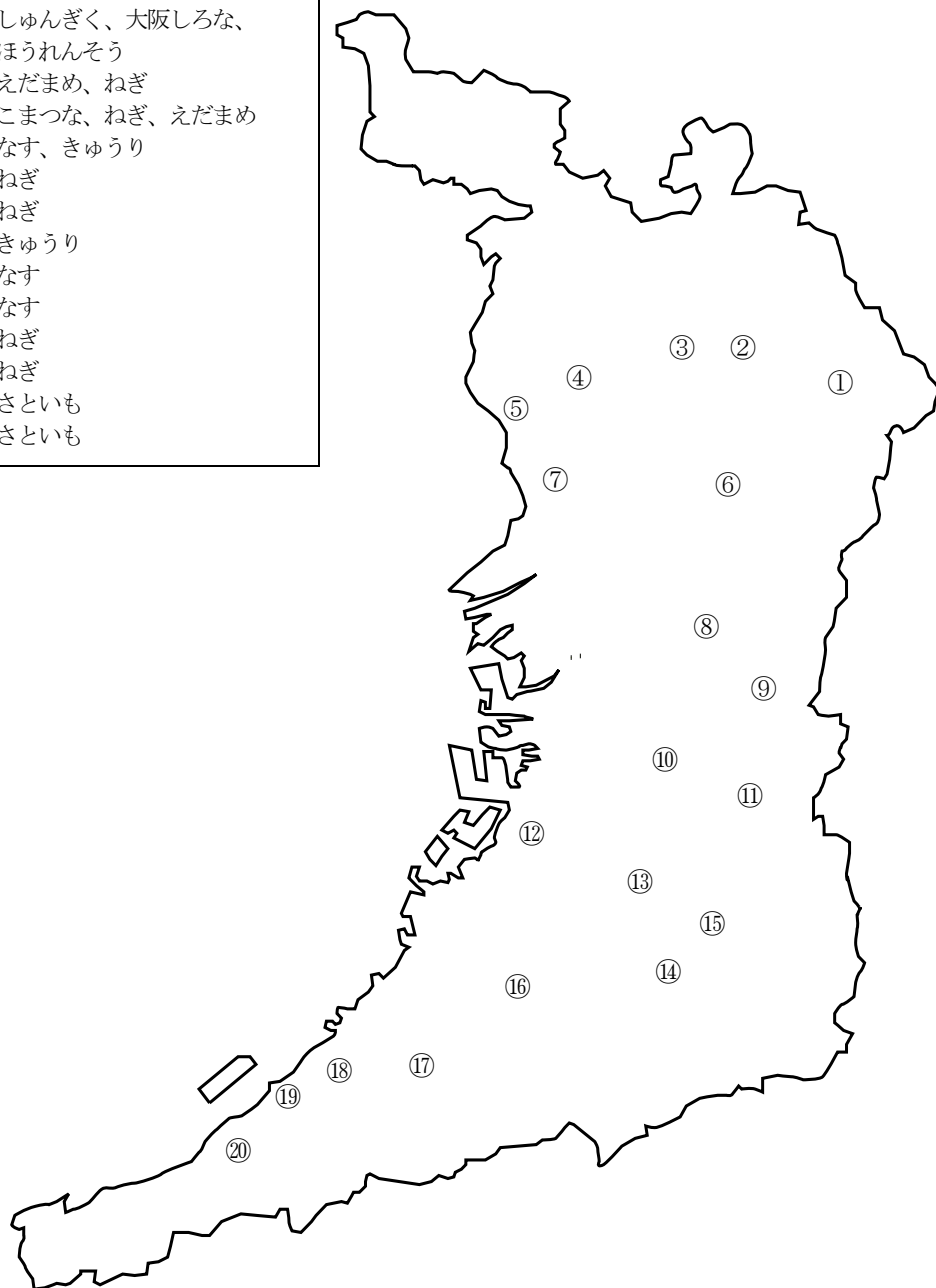 しゅんぎく、大阪しろな、
ほうれんそう
えだまめ、ねぎ
こまつな、ねぎ、えだまめ
なす、きゅうり
ねぎ
ねぎ
きゅうり
なす
なす
ねぎ
ねぎ
さといも
さといも
③ ②
④ ①
⑤
⑦ ⑥
⑧
⑨
⑩
⑪
⑫
⑬
⑮
⑭
⑯
⑱ ⑰
⑲
⑳